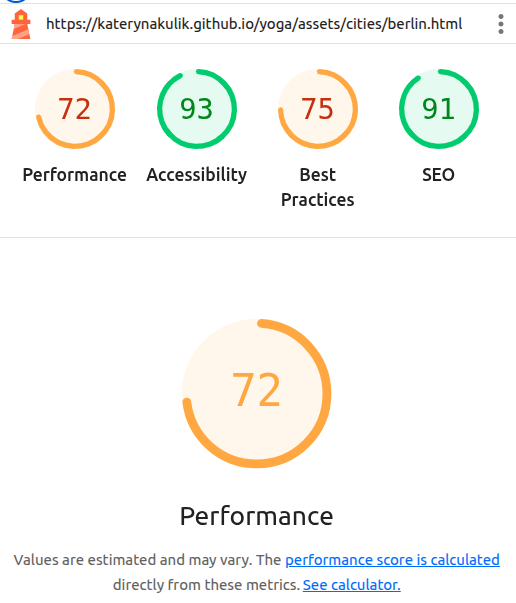 https://katerynakulik.github.io/yoga/assets/cities/berlin.html
72
93
75
91
Performance
Accessibility
Best
Practices
SEO
72
Performance
Values are estimated and may vary. The performance score is calculated
directly from these metrics. See calculator.